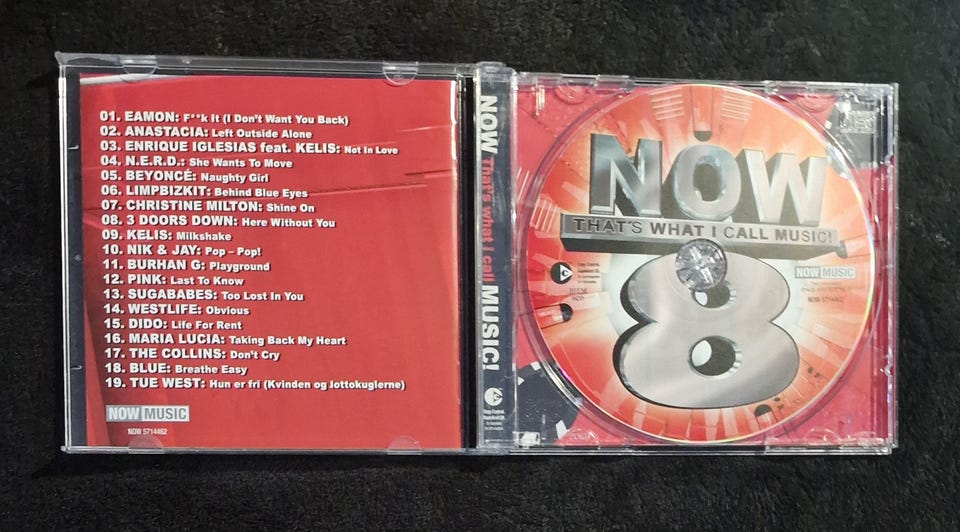 01. EAMON: F**k It (I Don't Want You Back)
02. ANASTACIA: Left Outside Alone
03. ENRIQUE IGLESIAS feat. KELIS: Not In Love
04. N.E.R.D.: She Wants To Move
05. BEYONCÉ: Naughty Girl
06. LIMPBIZKIT: Behind Blue Eyes
07. CHRISTINE MILTON: Shine On
08. 3 DOORS DOWN: Here Without You
09. KELIS: Milkshake
10. NIK & JAY: Pop – Pop!
11. BURHAN G: Playground
12. PINK: Last To Know
13. SUGABABES: Too Lost In You
14. WESTLIFE: Obvious
15. DIDO: Life For Rent
16. MARIA LUCIA: Taking Back My Heart
17. THE COLLINS: Don't Cry
18. BLUE: Breathe Easy
19. TUE WEST: Hun er fri (Kvinden og lottokuglerne)
NOW MUSIC
NOW 5714462
NOW That's what I call MUSIC!
NOW
THAT'S WHAT I CALL MUSIC!
8
NOW MUSIC
NOW 5714462